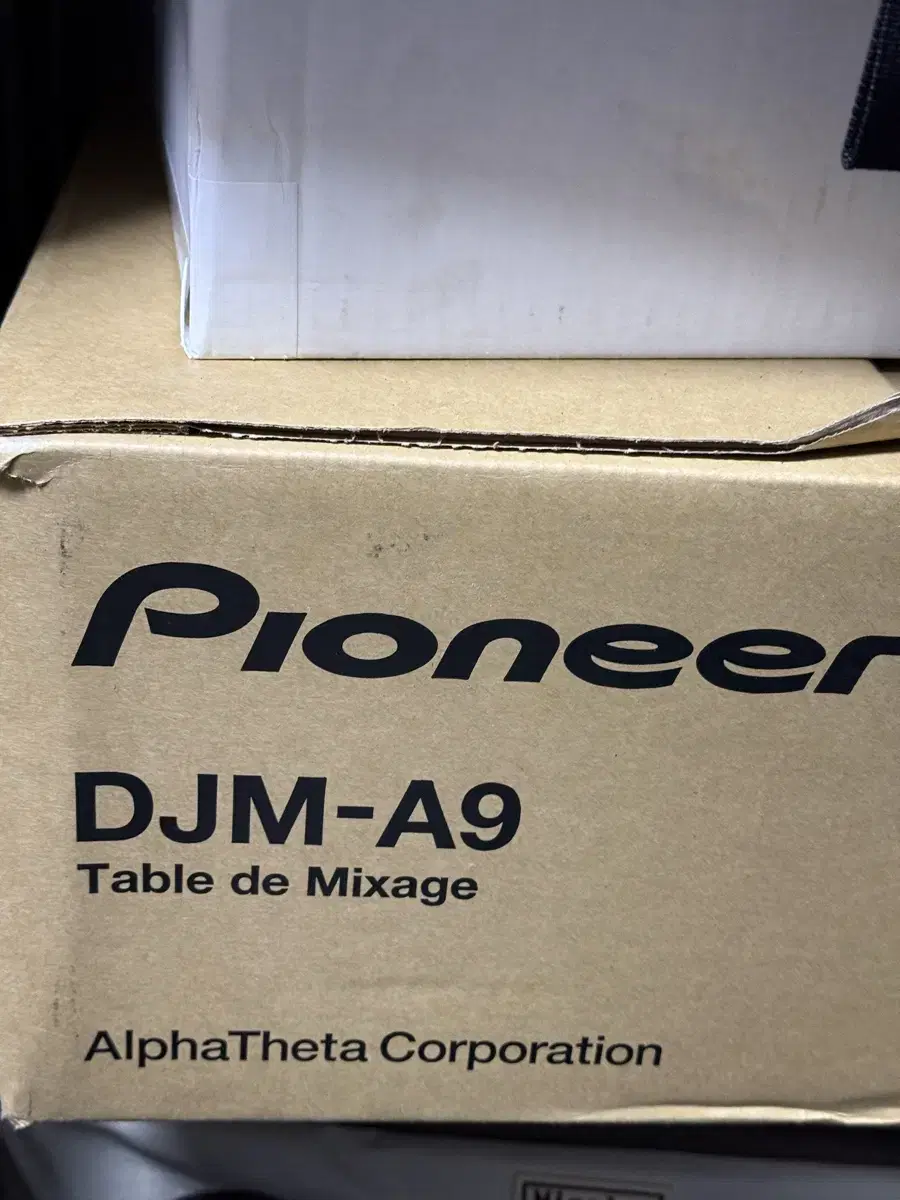 Pioneer
DJM-A9
Table de Mixage
AlphaTheta Corporation